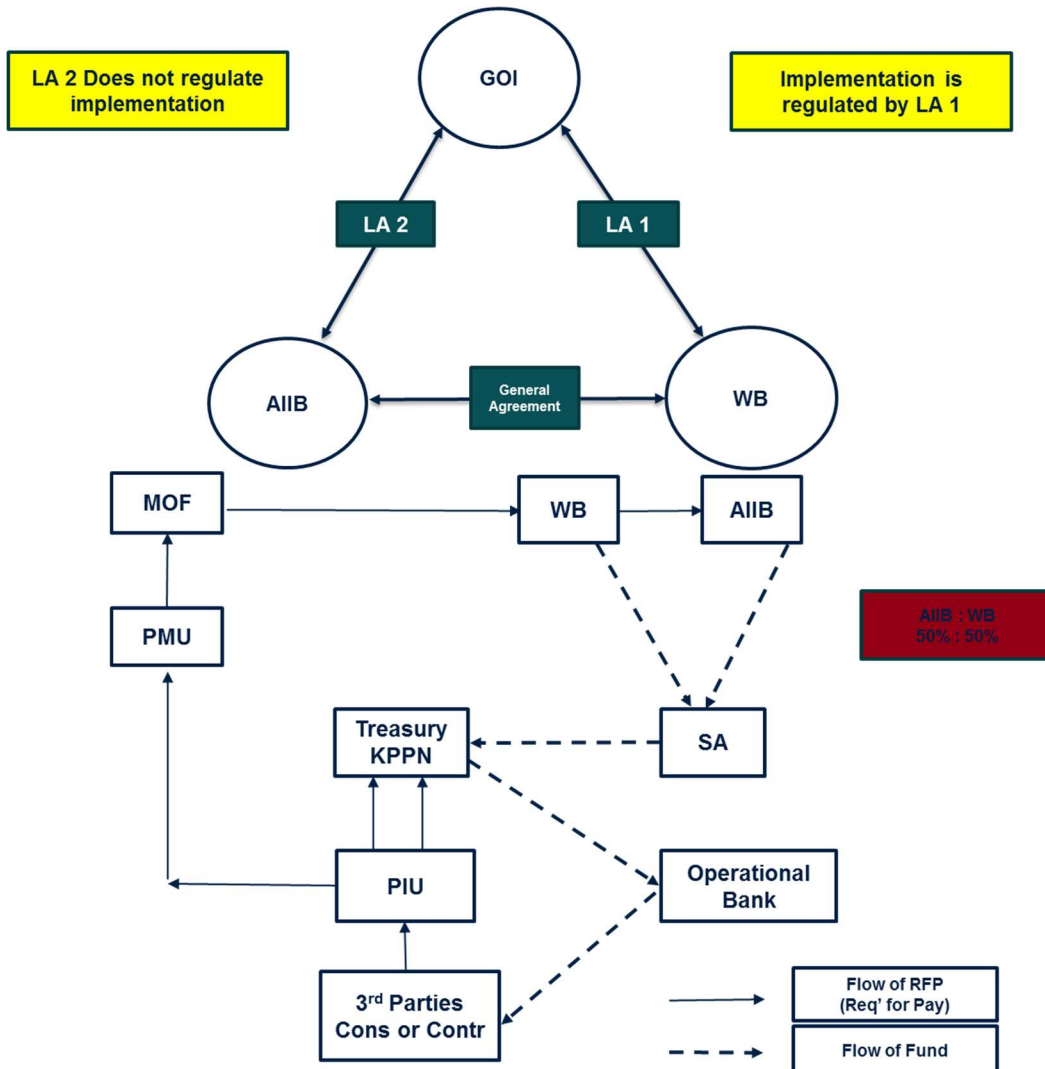 GOI
LA 2 Does not regulate
implementation
Implementation is
regulated by LA 1
LA 2
LA 1
AIIB
General
Agreement
WB
MOF
WB
AIIB
PMU
AIIB : WB
50% : 50%
Treasury
KPPN
SA
PIU
Operational
Bank
3rd Parties
Cons or Contr
Flow of RFP
(Req' for Pay)
Flow of Fund